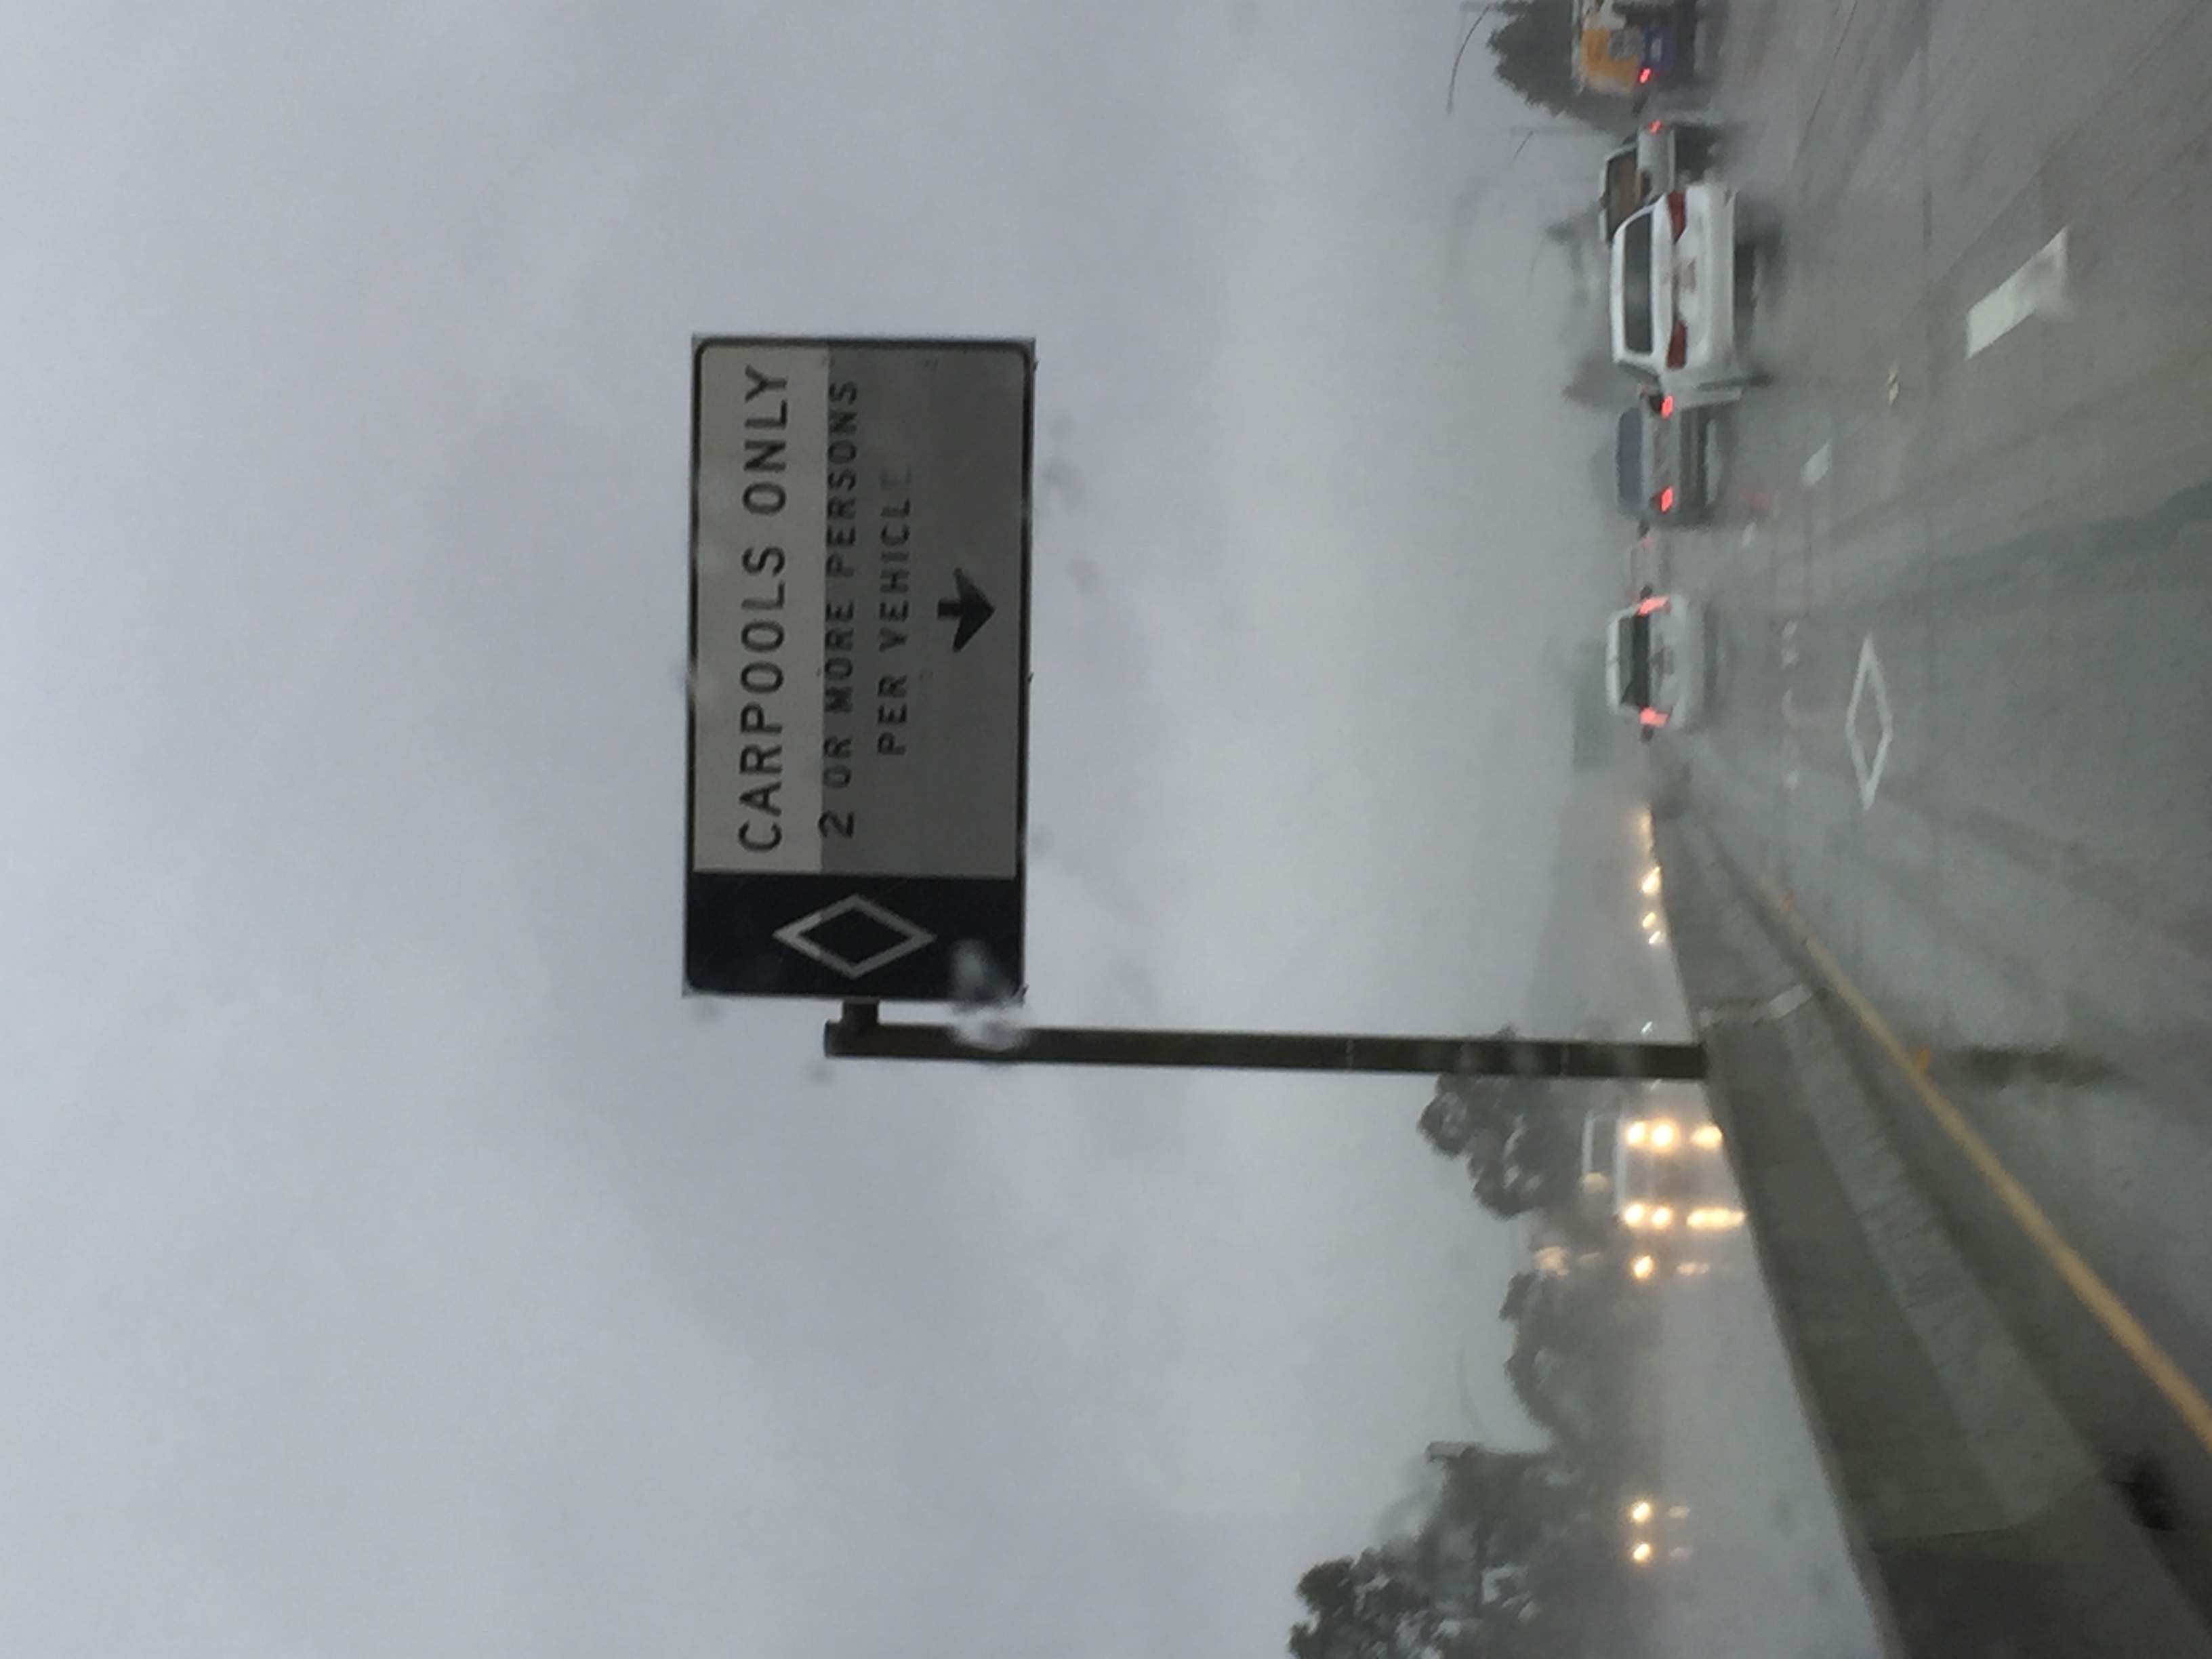 CARPOOLS ONLY
2 OR MORE PERSONS
PER VEHICLE